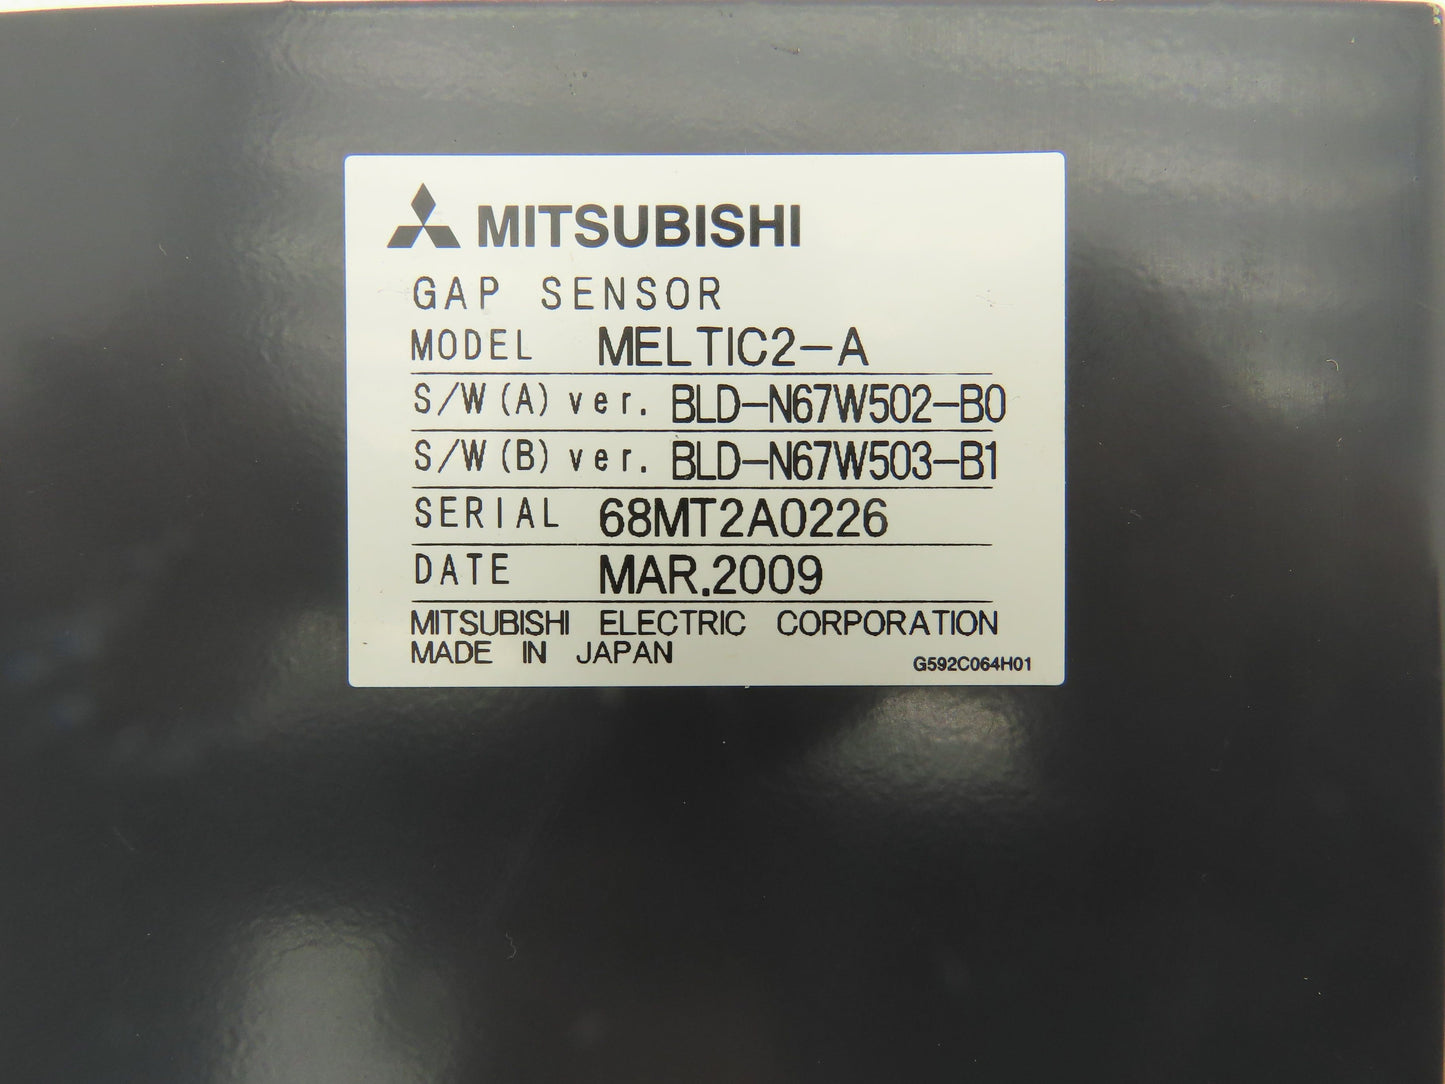 MITSUBISHI
GAP SENSOR
MODEL MELTIC2-A
S/W(A) ver. BLD-N67W502-B0
S/W(B) ver. BLD-N67W503-B1
SERIAL 68MT2A0226
DATE MAR.2009
MITSUBISHI ELECTRIC CORPORATION
MADE IN JAPAN G592C064H01